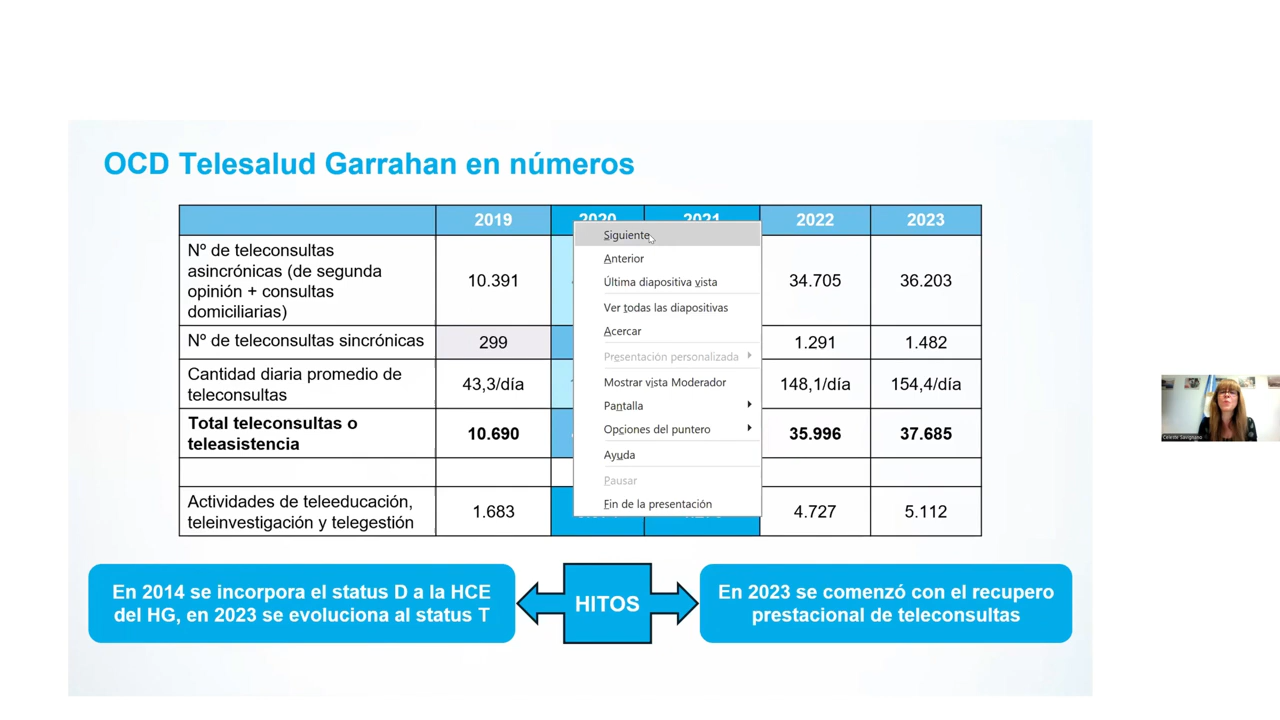 OCD Telesalud Garrahan en números
2019 2020 2021 2022 2023
Nº de teleconsultas
asincrónicas (de segunda
opinión + consultas
domiciliarias)
10.391 34.705 36.203
Nº de teleconsultas sincrónicas 299 1.291 1.482
Cantidad diaria promedio de
teleconsultas
43,3/día 148,1/día 154,4/día
Total teleconsultas o
teleasistencia
10.690 35.996 37.685
Actividades de teleeducación,
teleinvestigación y telegestión
1.683 4.727 5.112
Siguiente
Anterior
Última diapositiva vista
Ver todas las diapositivas
Acercar
Presentación personalizada
Mostrar vista Moderador
Pantalla
Opciones del puntero
Ayuda
Pausar
Fin de la presentación
En 2014 se incorpora el status D a la HCE
del HG, en 2023 se evoluciona al status T
HITOS
En 2023 se comenzó con el recupero
prestacional de teleconsultas